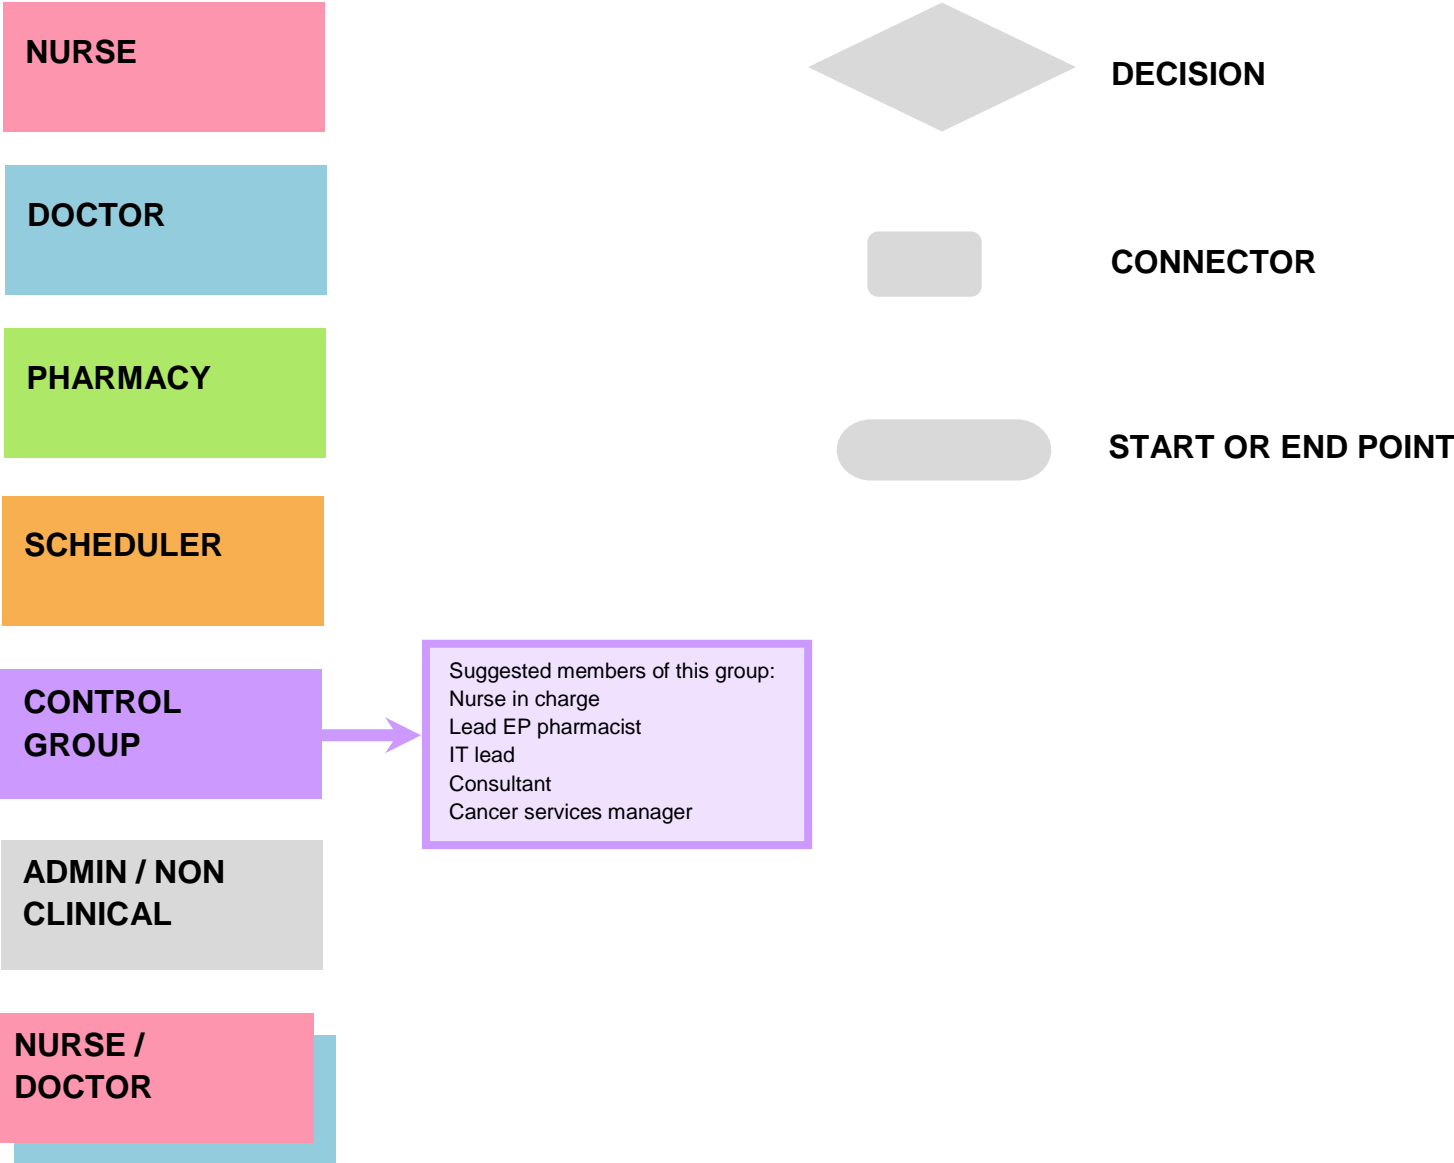 NURSE
DECISION
DOCTOR
CONNECTOR
PHARMACY
START OR END POINT
SCHEDULER
CONTROL
GROUP
Suggested members of this group:
Nurse in charge
Lead EP pharmacist
IT lead
Consultant
Cancer services manager
ADMIN / NON
CLINICAL
NURSE /
DOCTOR